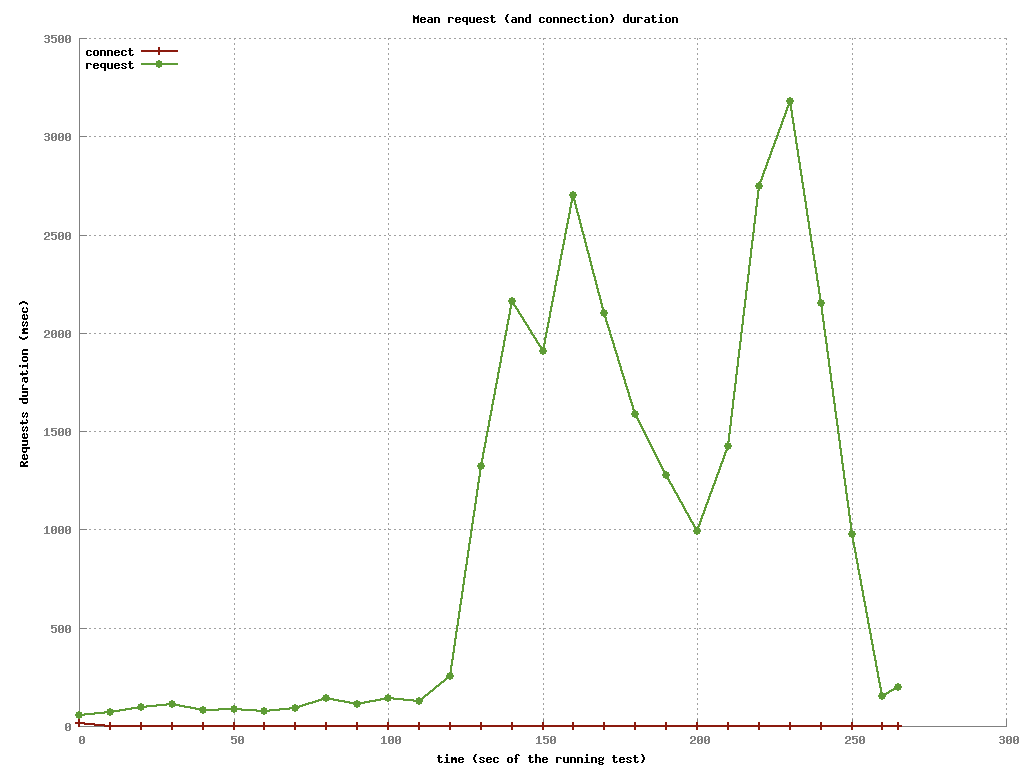 Mean request (and connection) duration
3500
connect
request
3000
2500
2000
Requests duration (msec)
1500
1000
500
0
0 50 100 150 200 250 300
time (sec of the running test)